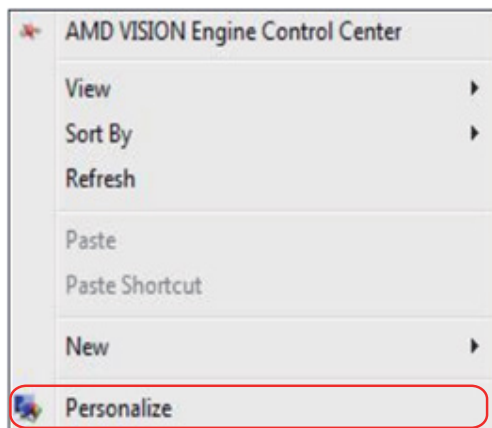 AMD VISION Engine Control Center
View
Sort By
Refresh
Paste
Paste Shortcut
New
Personalize